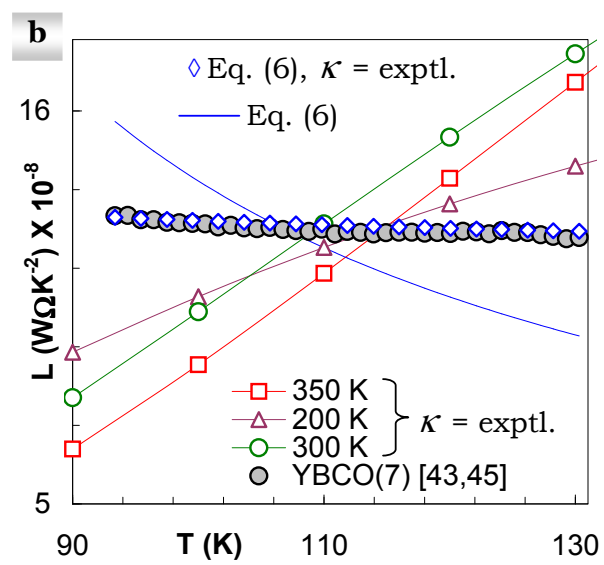 b
Eq. (6), κ = exptl.
Eq. (6)
16
L (WΩK⁻²) X 10⁻⁸
350 K
200 K
300 K
κ = exptl.
YBCO(7) [43,45]
5
90
T (K)
110
130